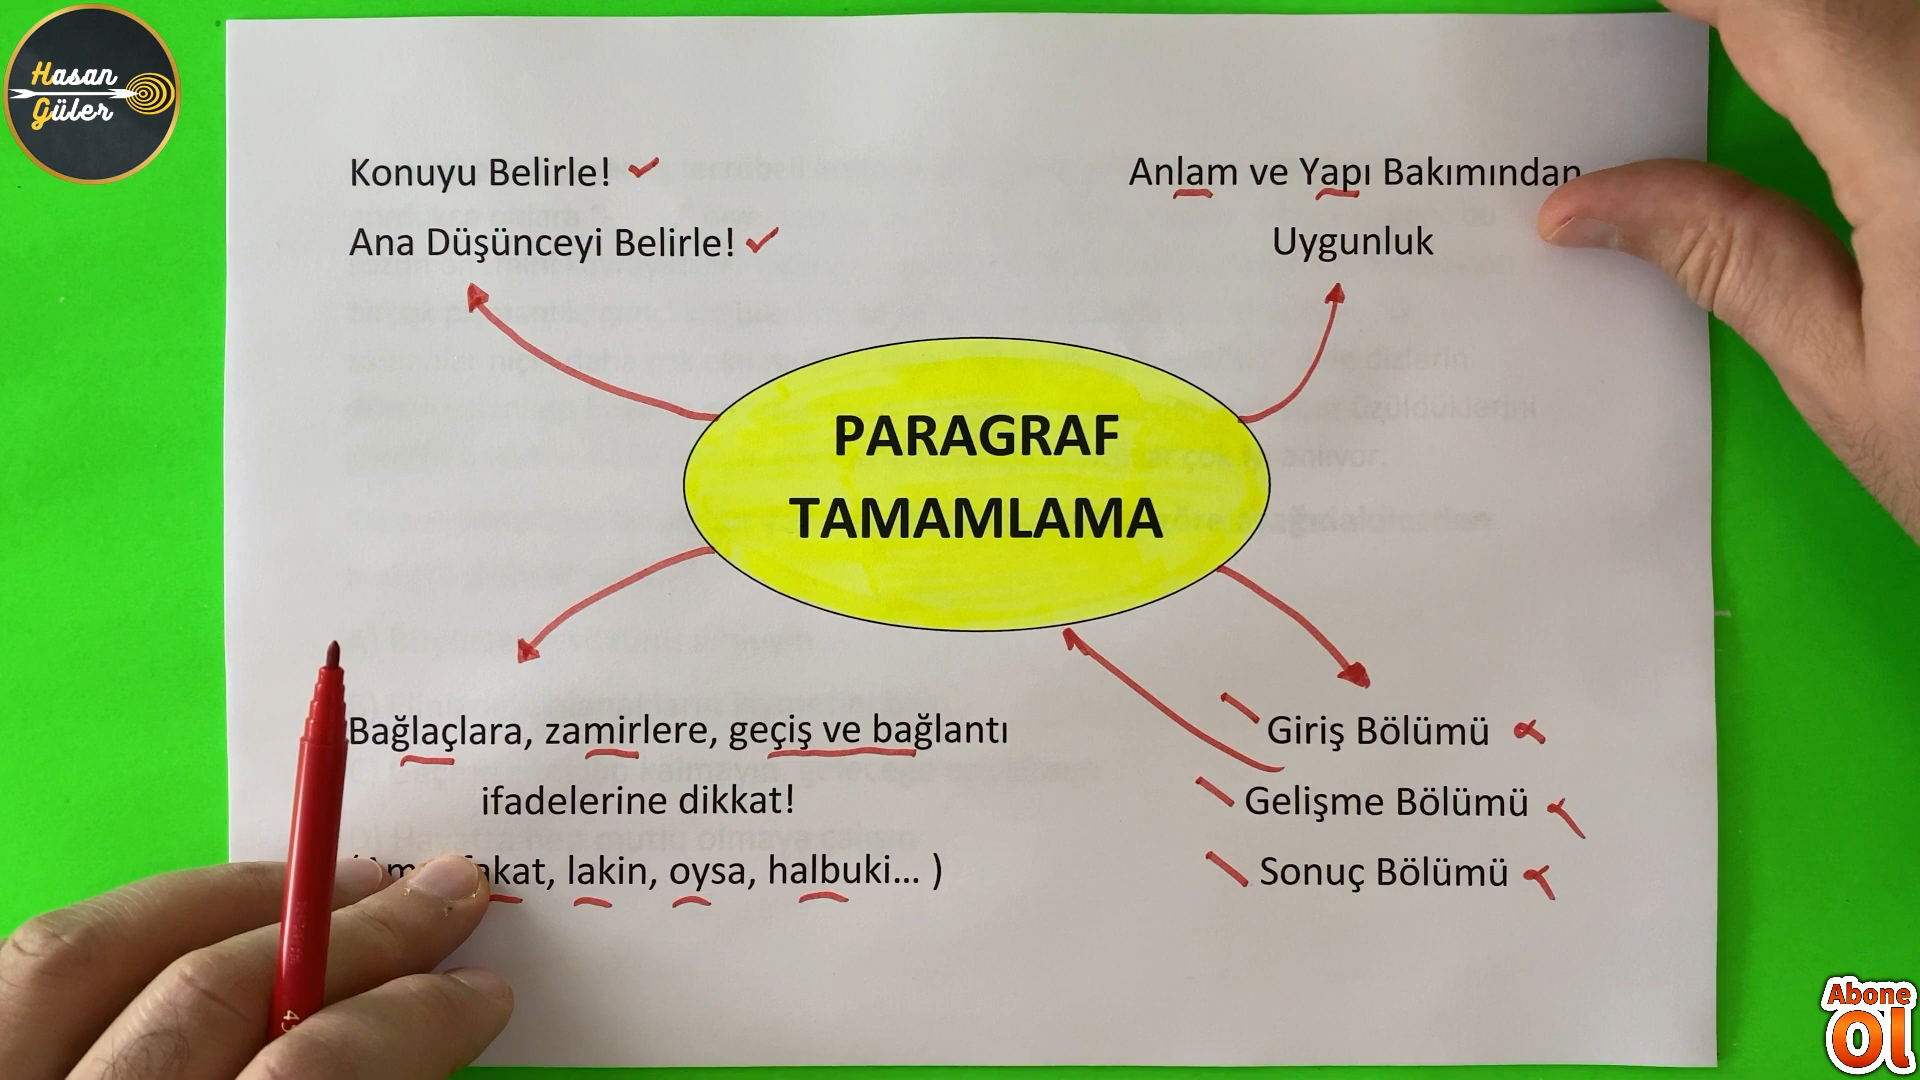 Hasan
Güler
Konuyu Belirle!
Ana Düşünceyi Belirle!
Anlam ve Yapı Bakımından
Uygunluk
PARAGRAF
TAMAMLAMA
Bağlaçlara, zamirlere, geçiş ve bağlantı
ifadelerine dikkat!
lakin, oysa, halbuki... )
Giriş Bölümü
Gelişme Bölümü
Sonuç Bölümü
Abone
Ol